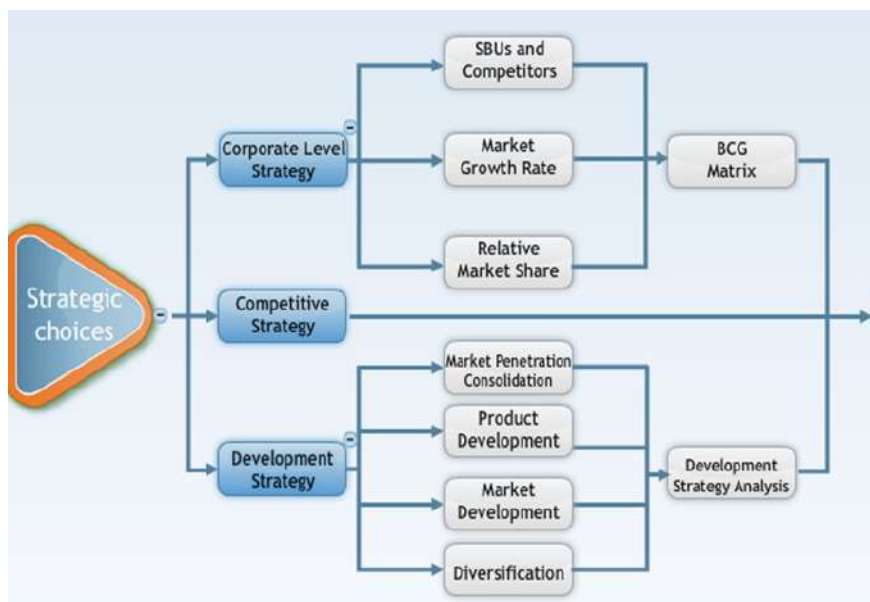 Strategic
choices
Corporate Level
Strategy
Competitive
Strategy
Development
Strategy
SBUs and
Competitors
Market
Growth Rate
Relative
Market Share
Market Penetration
Consolidation
Product
Development
Market
Development
Diversification
BCG
Matrix
Development
Strategy Analysis